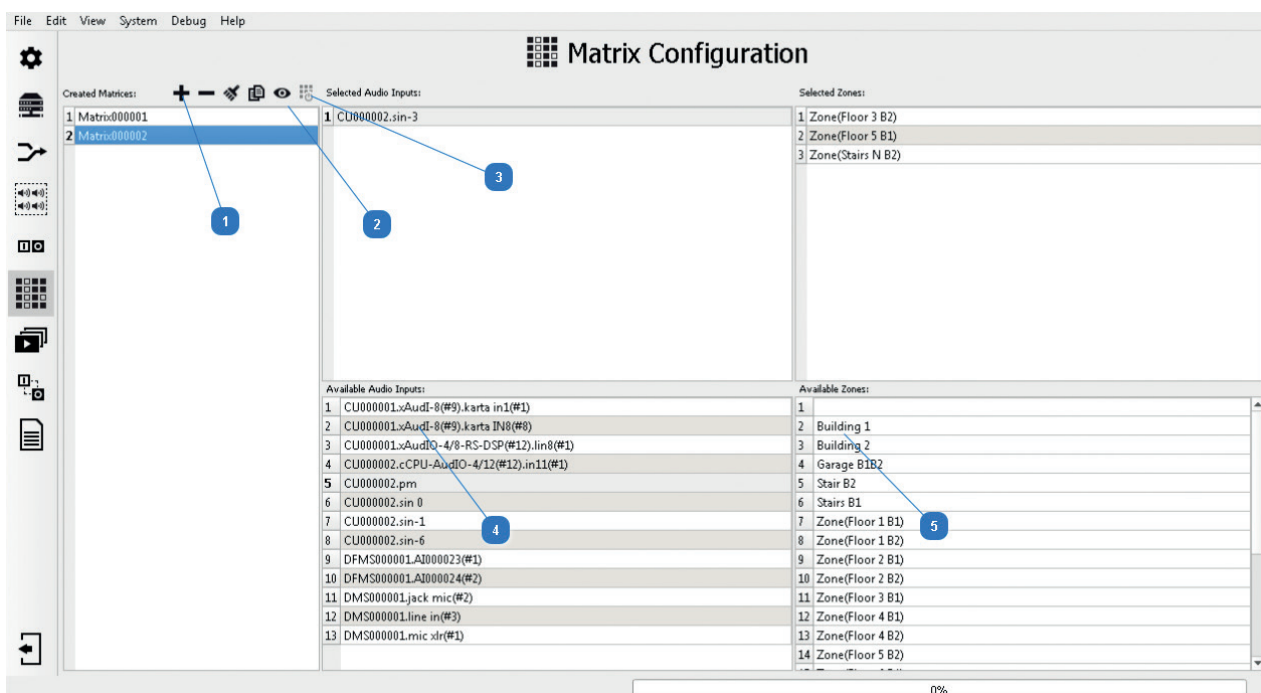 File Edit View System Debug Help
Matrix Configuration
Created Matrices:
1 Matrix000001
2 Matrix000002
Selected Audio Inputs:
1 CU000002.sin-3
Selected Zones:
1 Zone(Floor 3 B2)
2 Zone(Floor 5 B1)
3 Zone(Stairs N B2)
1
2
3
Available Audio Inputs:
1 CU000001.xAudI-8(#9).karta in1(#1)
2 CU000001.xAudI-8(#9).karta IN8(#8)
3 CU000001.xAudIO-4/8-RS-DSP(#12).lin8(#1)
4 CU000002.cCPU-AudIO-4/12(#12).in11(#1)
5 CU000002.pm
6 CU000002.sin 0
7 CU000002.sin-1
8 CU000002.sin-6
9 DFMS000001.AI000023(#1)
10 DFMS000001.AI000024(#2)
11 DMS000001.jack mic(#2)
12 DMS000001.line in(#3)
13 DMS000001.mic xlr(#1)
4
Available Zones:
1
2 Building 1
3 Building 2
4 Garage B1B2
5 Stair B2
6 Stairs B1
7 Zone(Floor 1 B1)
8 Zone(Floor 1 B2)
9 Zone(Floor 2 B1)
10 Zone(Floor 2 B2)
11 Zone(Floor 3 B1)
12 Zone(Floor 4 B1)
13 Zone(Floor 4 B2)
14 Zone(Floor 5 B2)
5
0%